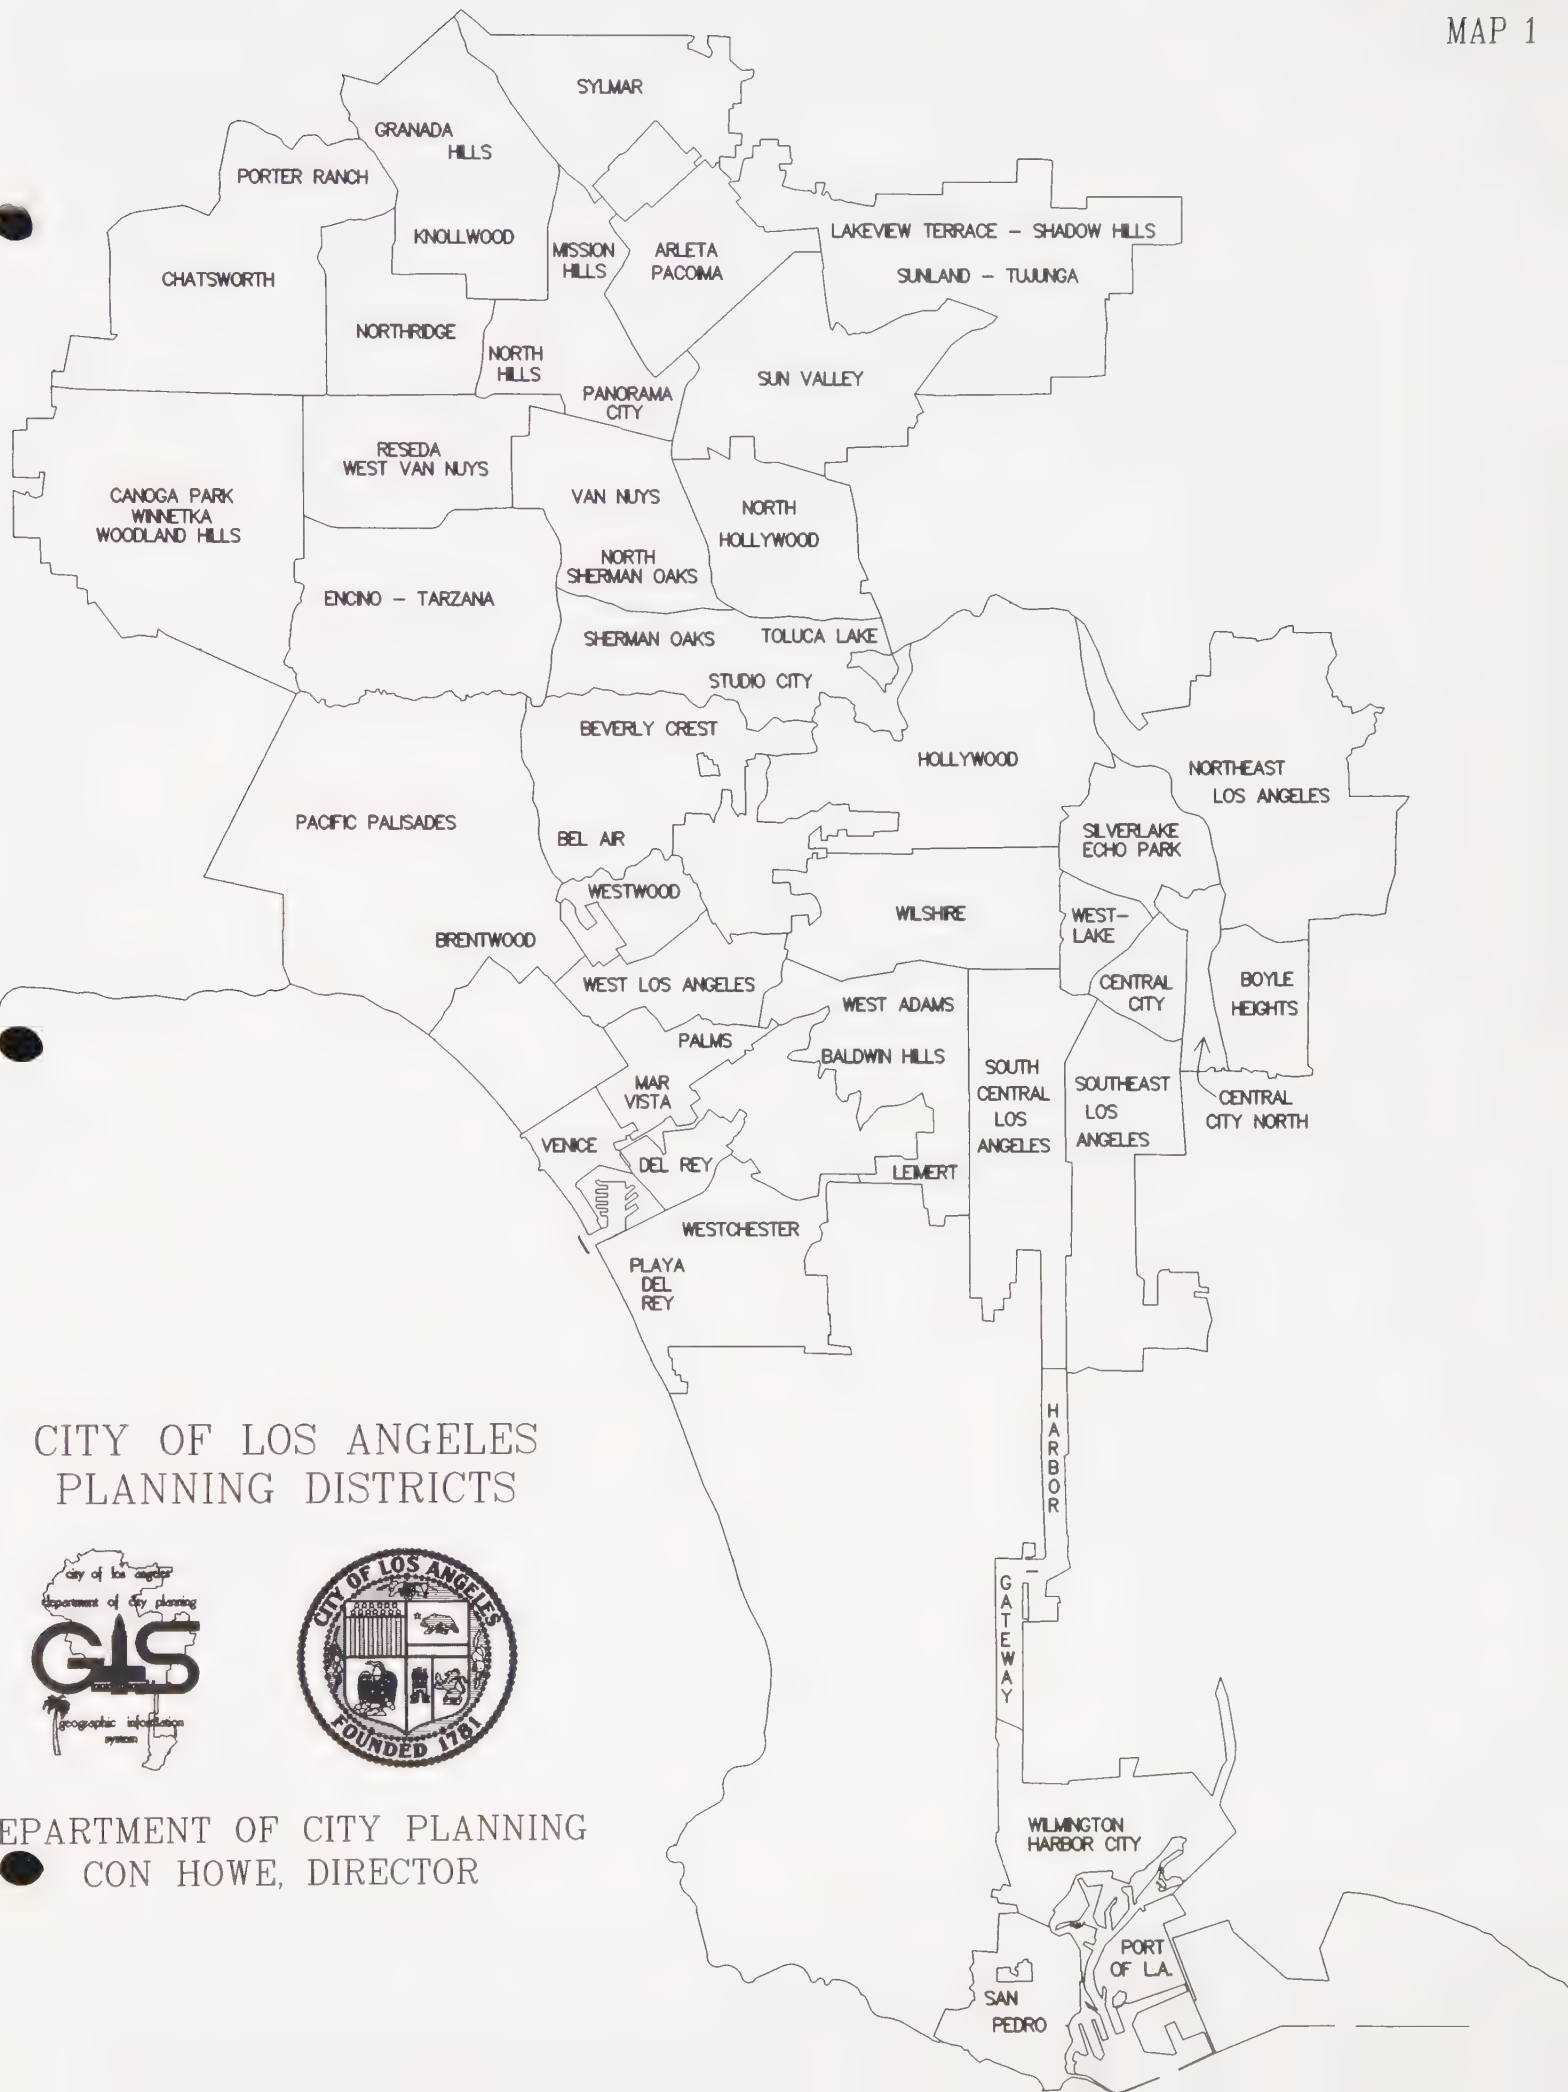 MAP 1
SYLMAR
GRANADA
HILLS
PORTER RANCH
KNOLLWOOD
MISSION
HILLS
ARLETA
PACOIMA
LAKEVIEW TERRACE – SHADOW HILLS
SUNLAND – TUJUNGA
CHATSWORTH
NORTHRIDGE
NORTH
HILLS
PANORAMA
CITY
SUN VALLEY
RESEDA
WEST VAN NUYS
CANOGA PARK
WINNETKA
WOODLAND HILLS
VAN NUYS
NORTH
SHERMAN OAKS
NORTH
HOLLYWOOD
ENCINO – TARZANA
SHERMAN OAKS
TOLUCA LAKE
STUDIO CITY
BEVERLY CREST
HOLLYWOOD
NORTHEAST
LOS ANGELES
PACIFIC PALISADES
BEL AIR
SILVERLAKE
ECHO PARK
WESTWOOD
WILSHIRE
WEST–
LAKE
BRENTWOOD
WEST LOS ANGELES
CENTRAL
CITY
BOYLE
HEIGHTS
WEST ADAMS
PALMS
BALDWIN HILLS
MAR
VISTA
SOUTH
CENTRAL
LOS
ANGELES
SOUTHEAST
LOS
ANGELES
CENTRAL
CITY NORTH
VENICE
DEL REY
LEIMERT
WESTCHESTER
PLAYA
DEL
REY
HARBOR
GATEWAY
WILMINGTON
HARBOR CITY
PORT
OF L.A.
SAN
PEDRO
CITY OF LOS ANGELES
PLANNING DISTRICTS
city of los angeles
department of city planning
GIS
geographic information
system
CITY OF LOS ANGELES
FOUNDED 1781
EPARTMENT OF CITY PLANNING
CON HOWE, DIRECTOR